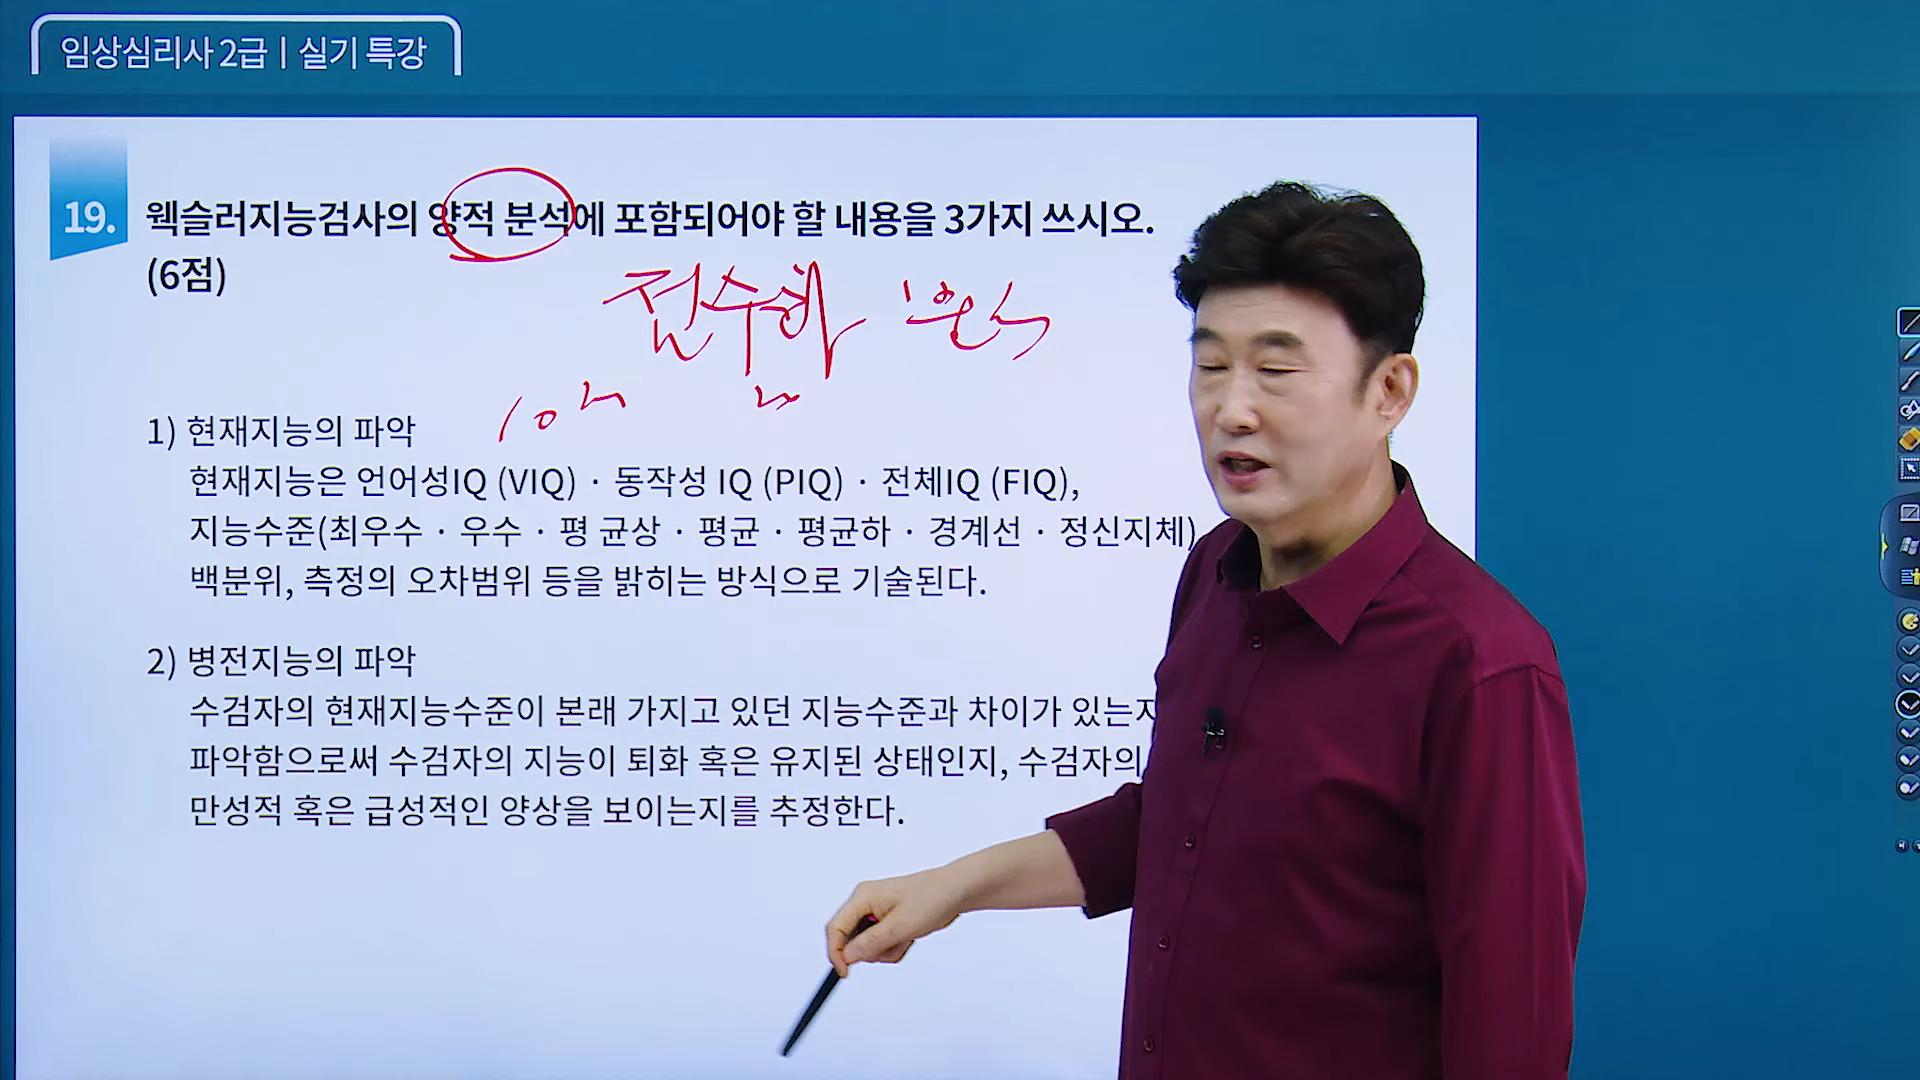 임상심리사 2급 | 실기 특강
19.
웩슬러지능검사의 양적 분석에 포함되어야 할 내용을 3가지 쓰시오.
(6점)
점수화
1) 현재지능의 파악
현재지능은 언어성IQ (VIQ) · 동작성 IQ (PIQ) · 전체IQ (FIQ),
지능수준(최우수 · 우수 · 평 균상 · 평균 · 평균하 · 경계선 · 정신지체)
백분위, 측정의 오차범위 등을 밝히는 방식으로 기술된다.
2) 병전지능의 파악
수검자의 현재지능수준이 본래 가지고 있던 지능수준과 차이가 있는지
파악함으로써 수검자의 지능이 퇴화 혹은 유지된 상태인지, 수검자의
만성적 혹은 급성적인 양상을 보이는지를 추정한다.